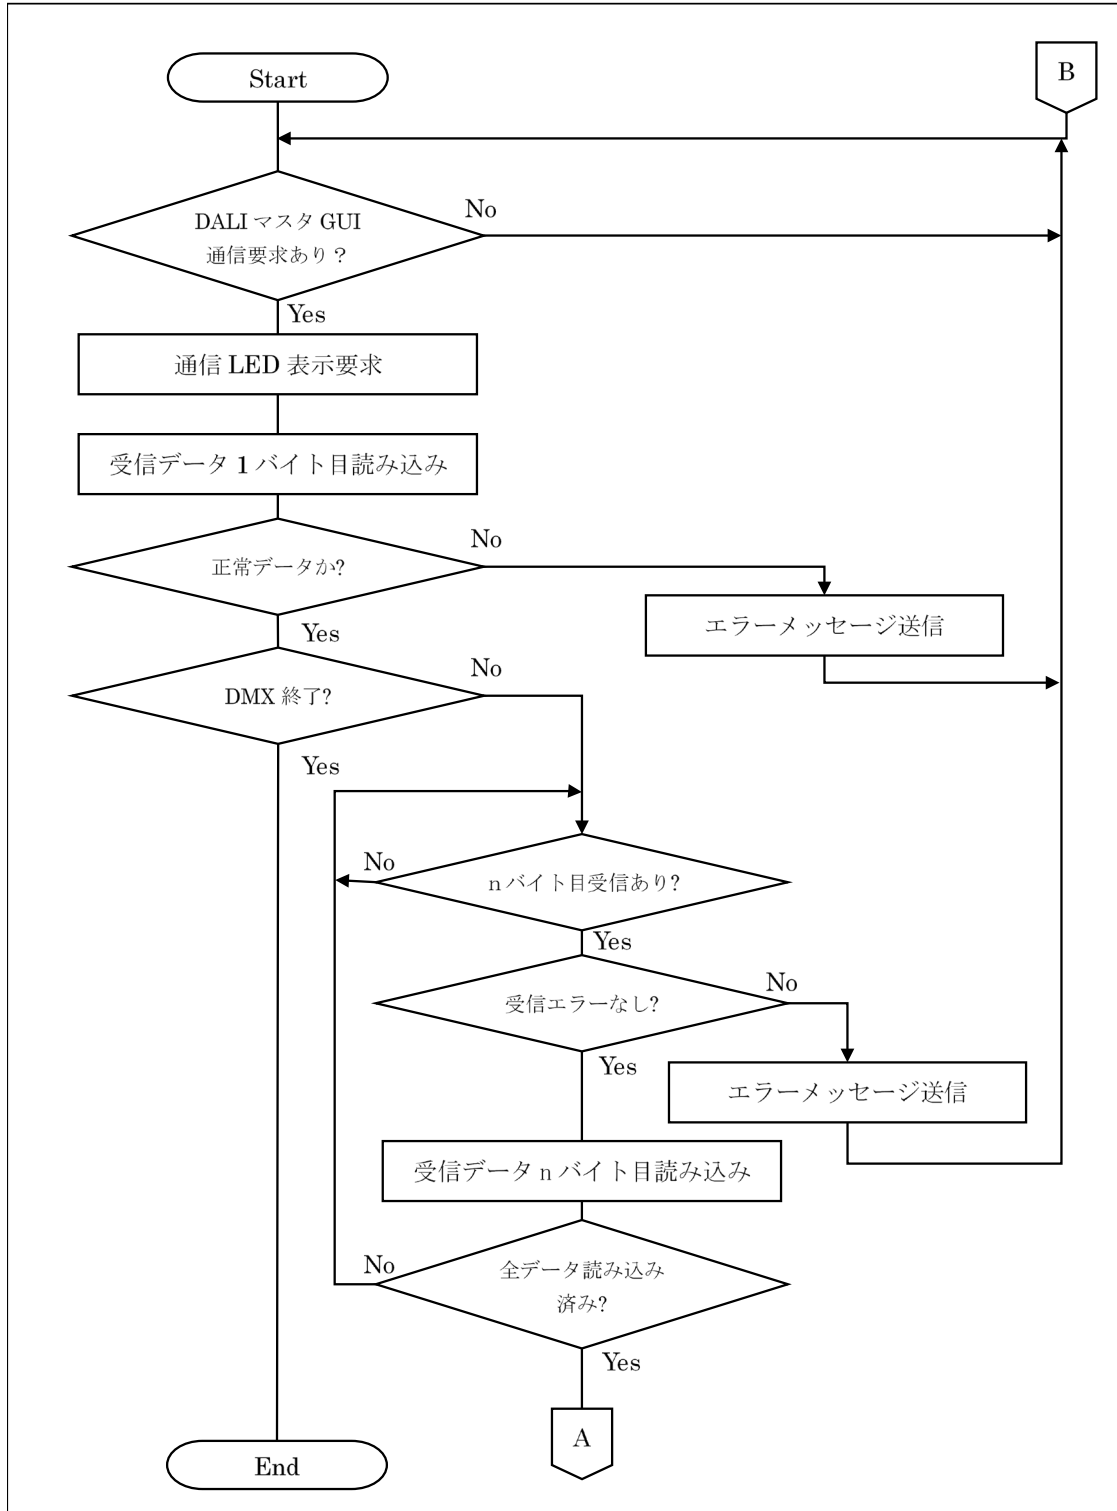 Start
B
DALI マスタ GUI
通信要求あり？
No
Yes
通信 LED 表示要求
受信データ 1 バイト目読み込み
正常データか?
No
Yes
エラーメッセージ送信
DMX 終了?
No
Yes
n バイト目受信あり?
No
Yes
受信エラーなし?
No
Yes
エラーメッセージ送信
受信データ n バイト目読み込み
全データ読み込み
済み?
No
Yes
A
End